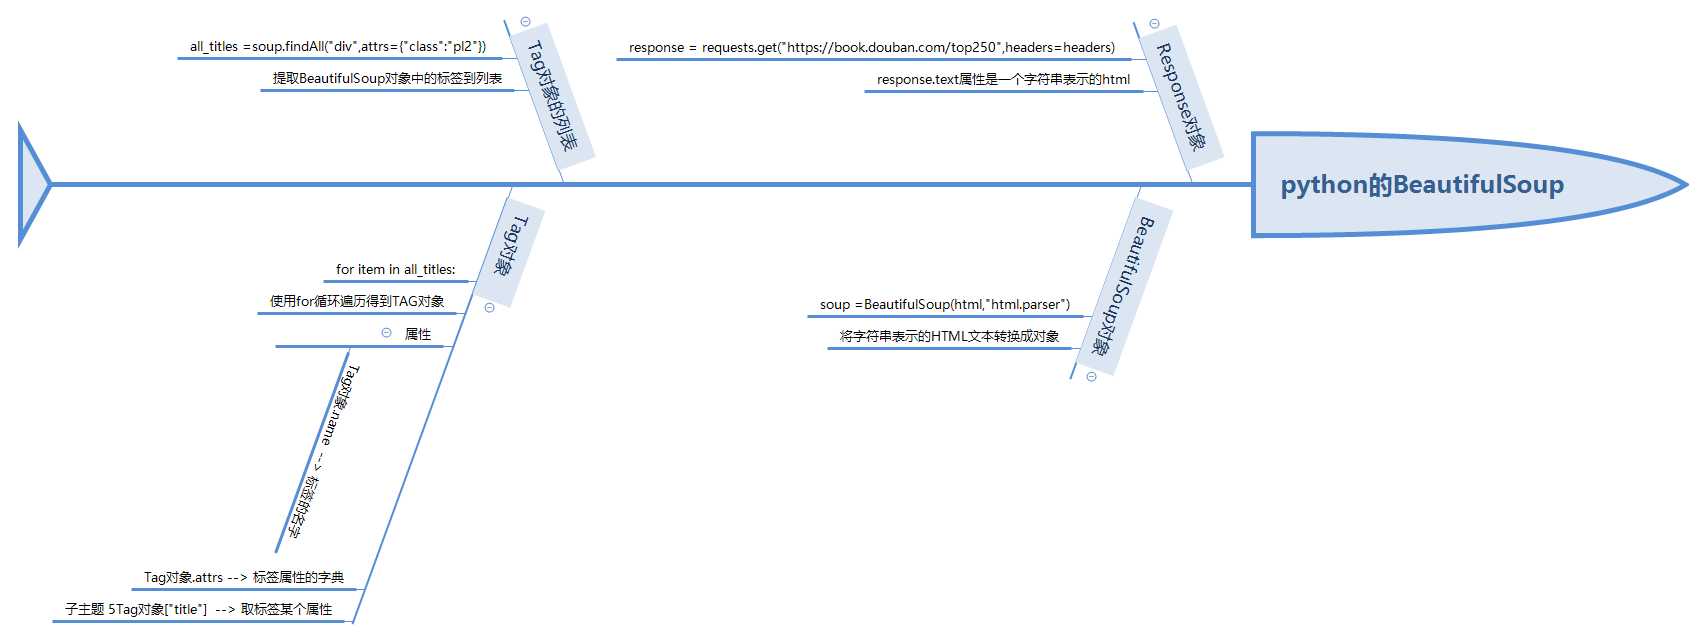 all_titles =soup.findAll("div",attrs={"class":"pl2"})
提取BeautifulSoup对象中的标签到列表
Tag对象的列表
response = requests.get("https://book.douban.com/top250",headers=headers)
response.text属性是一个字符串表示的html
Response对象
python的BeautifulSoup
Tag对象
for item in all_titles:
使用for循环遍历得到TAG对象
属性
Tag对象.name --> 标签的名字
Tag对象.attrs --> 标签属性的字典
子主题 5Tag对象["title"] --> 取标签某个属性
BeautifulSoup对象
soup =BeautifulSoup(html,"html.parser")
将字符串表示的HTML文本转换成对象